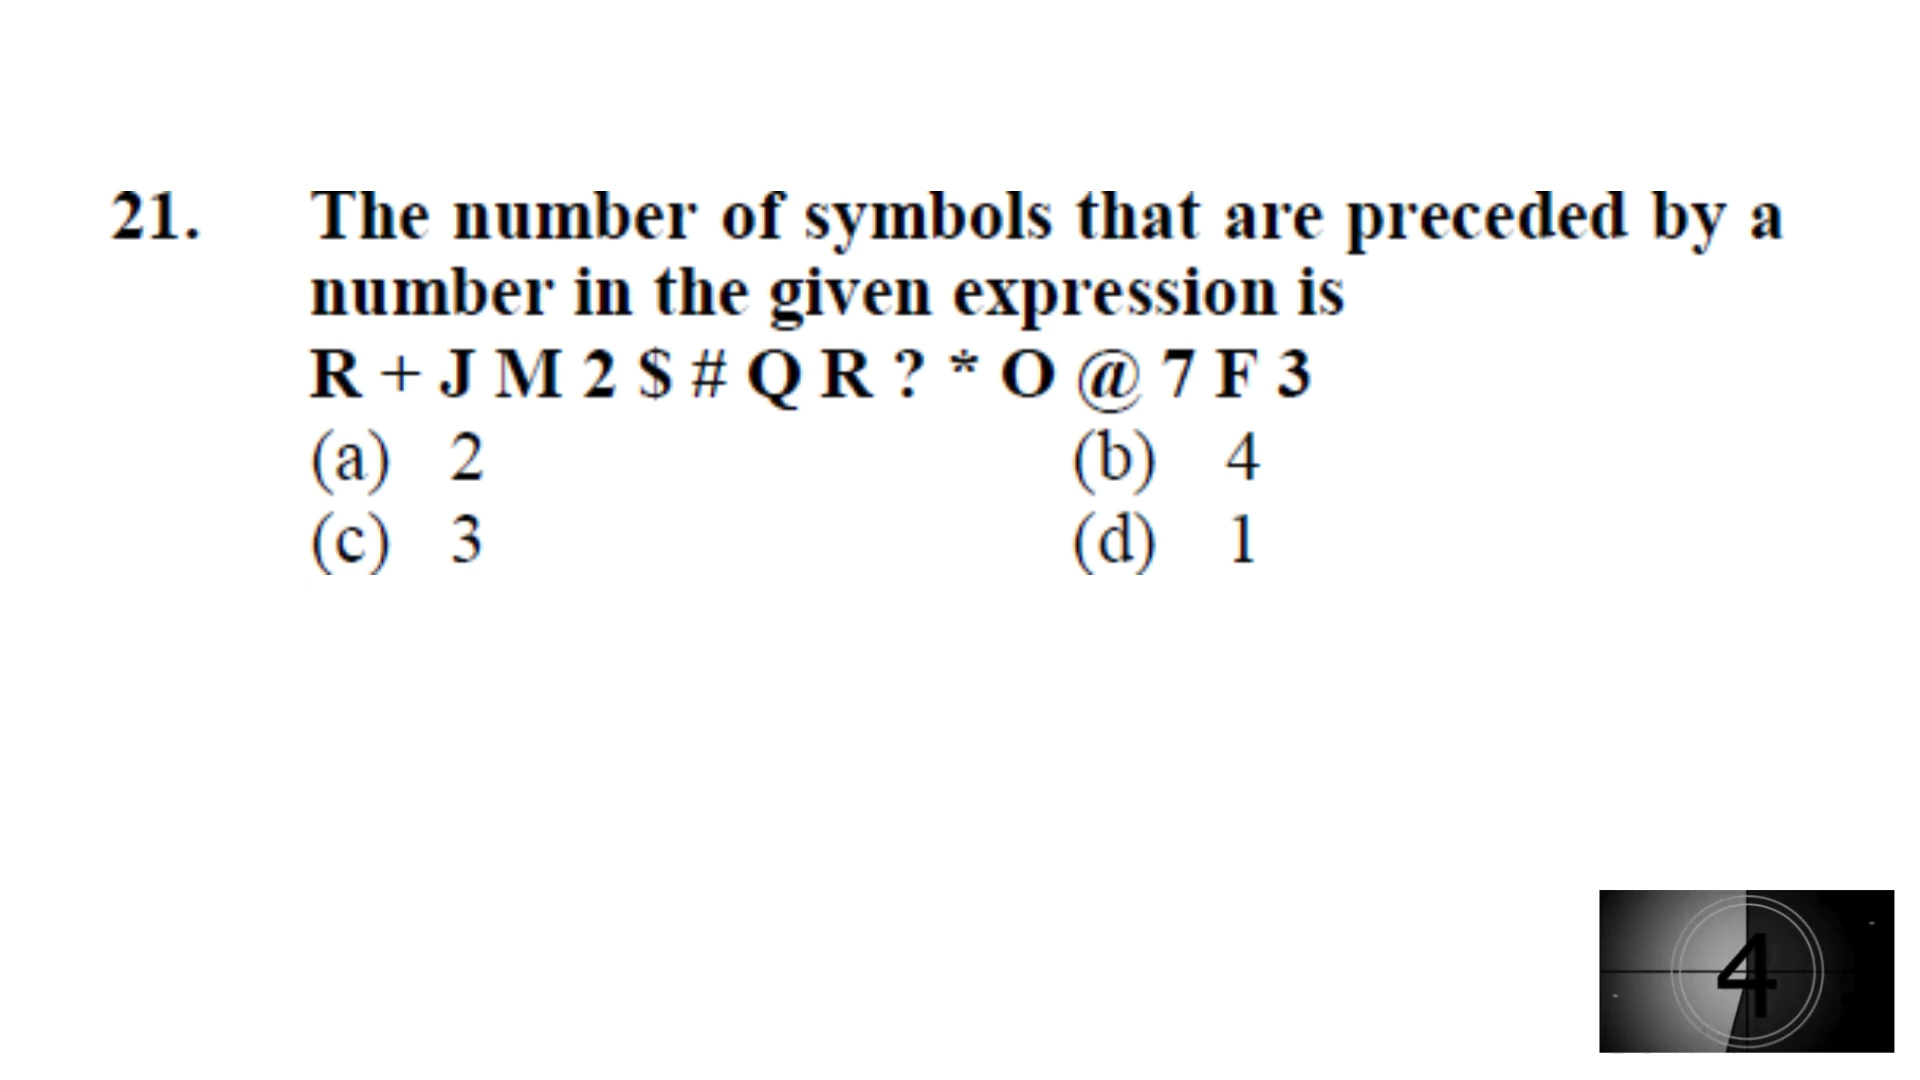 21. The number of symbols that are preceded by a
number in the given expression is
R + J M 2 $ # Q R ? * O @ 7 F 3
(a) 2 (b) 4
(c) 3 (d) 1
4